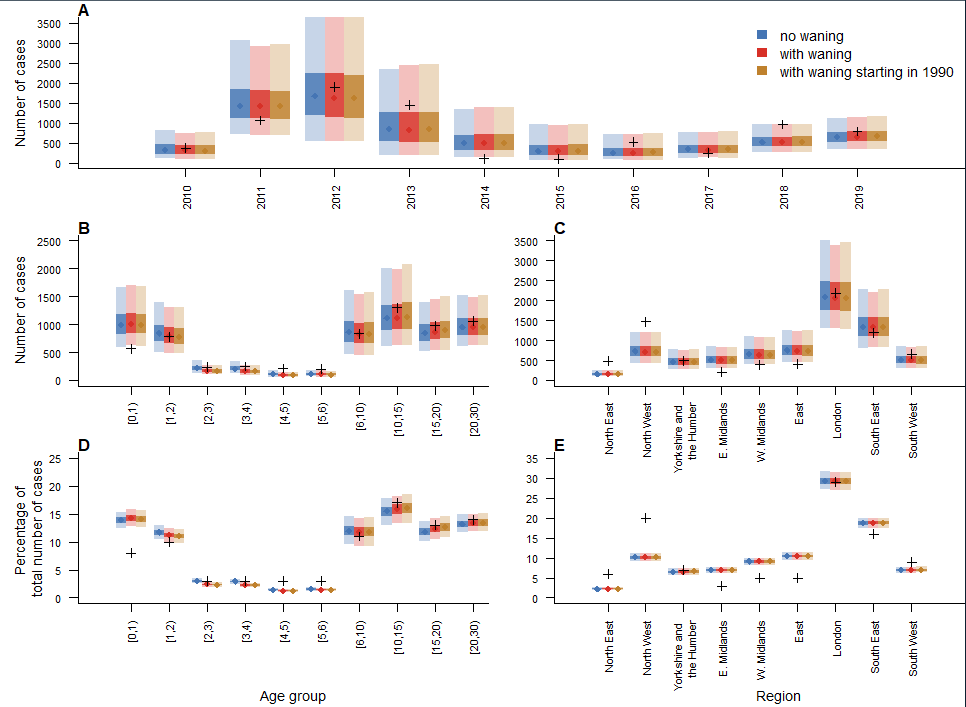 A
Number of cases
3500
3000
2500
2000
1500
1000
500
0
no waning
with waning
with waning starting in 1990
2010
2011
2012
2013
2014
2015
2016
2017
2018
2019
B
Number of cases
2500
2000
1500
1000
500
0
[0,1)
[1,2)
[2,3)
[3,4)
[4,5)
[5,6)
[6,10)
[10,15)
[15,20)
[20,30)
C
3500
3000
2500
2000
1500
1000
500
0
North East
North West
Yorkshire and
the Humber
E. Midlands
W. Midlands
East
London
South East
South West
D
Percentage of
total number of cases
25
20
15
10
5
0
[0,1)
[1,2)
[2,3)
[3,4)
[4,5)
[5,6)
[6,10)
[10,15)
[15,20)
[20,30)
Age group
E
35
30
25
20
15
10
5
0
North East
North West
Yorkshire and
the Humber
E. Midlands
W. Midlands
East
London
South East
South West
Region